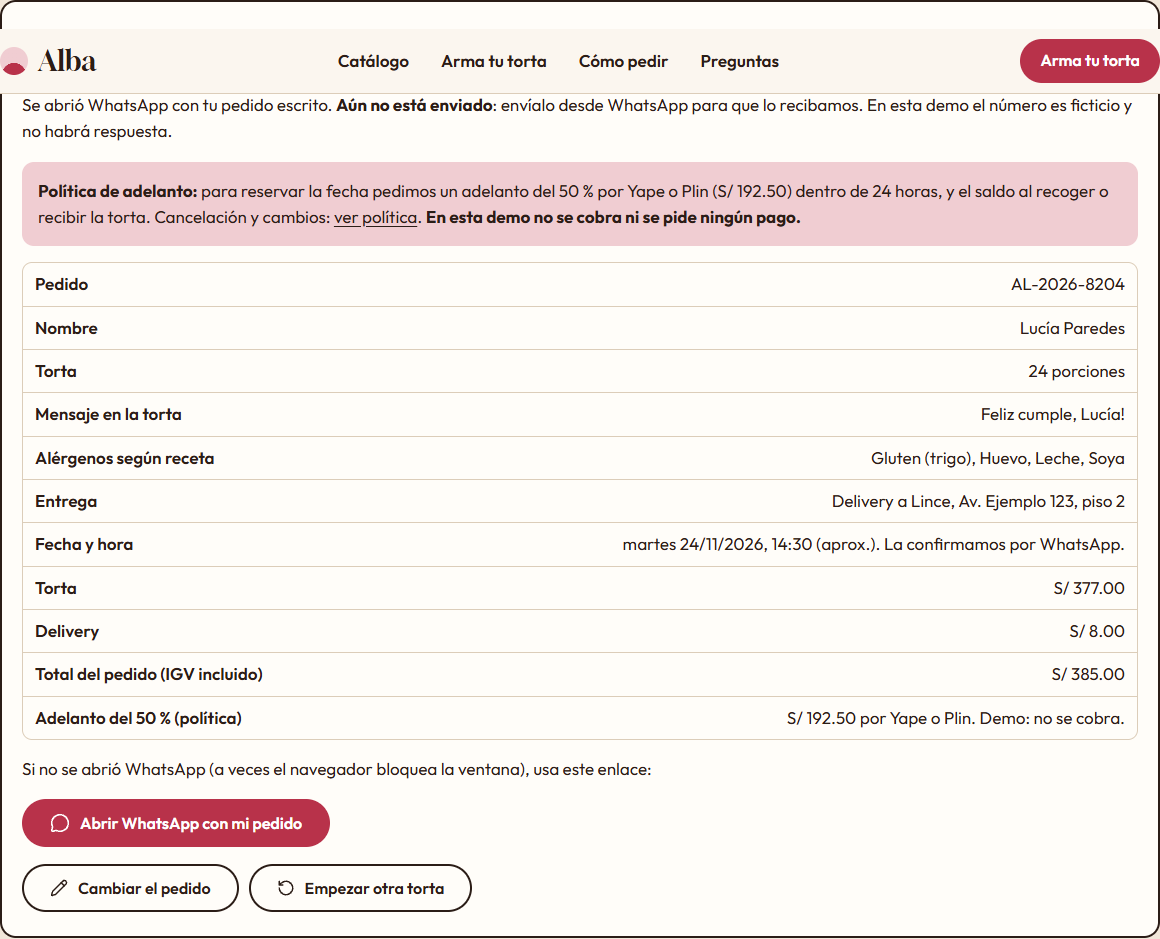 Alba
Catálogo
Arma tu torta
Cómo pedir
Preguntas
Arma tu torta
Se abrió WhatsApp con tu pedido escrito. Aún no está enviado: envíalo desde WhatsApp para que lo recibamos. En esta demo el número es ficticio y
no habrá respuesta.
Política de adelanto: para reservar la fecha pedimos un adelanto del 50 % por Yape o Plin (S/ 192.50) dentro de 24 horas, y el saldo al recoger o
recibir la torta. Cancelación y cambios: ver política. En esta demo no se cobra ni se pide ningún pago.
Pedido AL-2026-8204
Nombre Lucía Paredes
Torta 24 porciones
Mensaje en la torta Feliz cumple, Lucía!
Alérgenos según receta Gluten (trigo), Huevo, Leche, Soya
Entrega Delivery a Lince, Av. Ejemplo 123, piso 2
Fecha y hora martes 24/11/2026, 14:30 (aprox.). La confirmamos por WhatsApp.
Torta S/ 377.00
Delivery S/ 8.00
Total del pedido (IGV incluido) S/ 385.00
Adelanto del 50 % (política) S/ 192.50 por Yape o Plin. Demo: no se cobra.
Si no se abrió WhatsApp (a veces el navegador bloquea la ventana), usa este enlace:
Abrir WhatsApp con mi pedido
Cambiar el pedido
Empezar otra torta